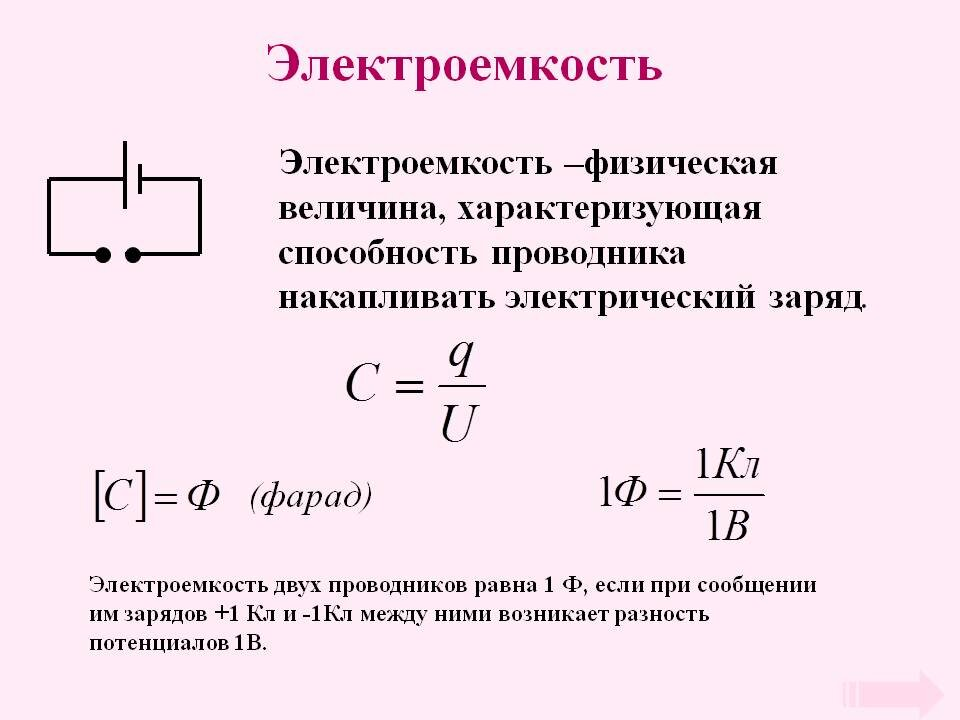 Электроемкость
Электроемкость –физическая
величина, характеризующая
способность проводника
накапливать электрический заряд.
C = q / U
[C] = Ф (фарад)
1Ф = 1Кл / 1В
Электроемкость двух проводников равна 1 Ф, если при сообщении
им зарядов +1 Кл и -1Кл между ними возникает разность
потенциалов 1В.